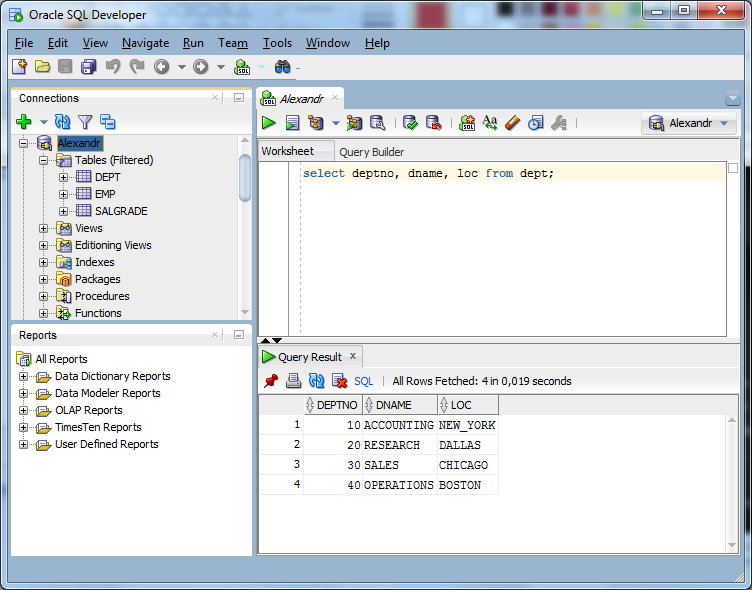 Oracle SQL Developer
File Edit View Navigate Run Team Tools Window Help
SQL
Connections
Alexandr
Tables (Filtered)
DEPT
EMP
SALGRADE
Views
Editioning Views
Indexes
Packages
Procedures
Functions
Reports
All Reports
Data Dictionary Reports
Data Modeler Reports
OLAP Reports
TimesTen Reports
User Defined Reports
SQL Alexandr
SQL Aa Alexandr
Worksheet Query Builder
select deptno, dname, loc from dept;
Query Result x
SQL | All Rows Fetched: 4 in 0,019 seconds
DEPTNO DNAME LOC
1 10 ACCOUNTING NEW_YORK
2 20 RESEARCH DALLAS
3 30 SALES CHICAGO
4 40 OPERATIONS BOSTON